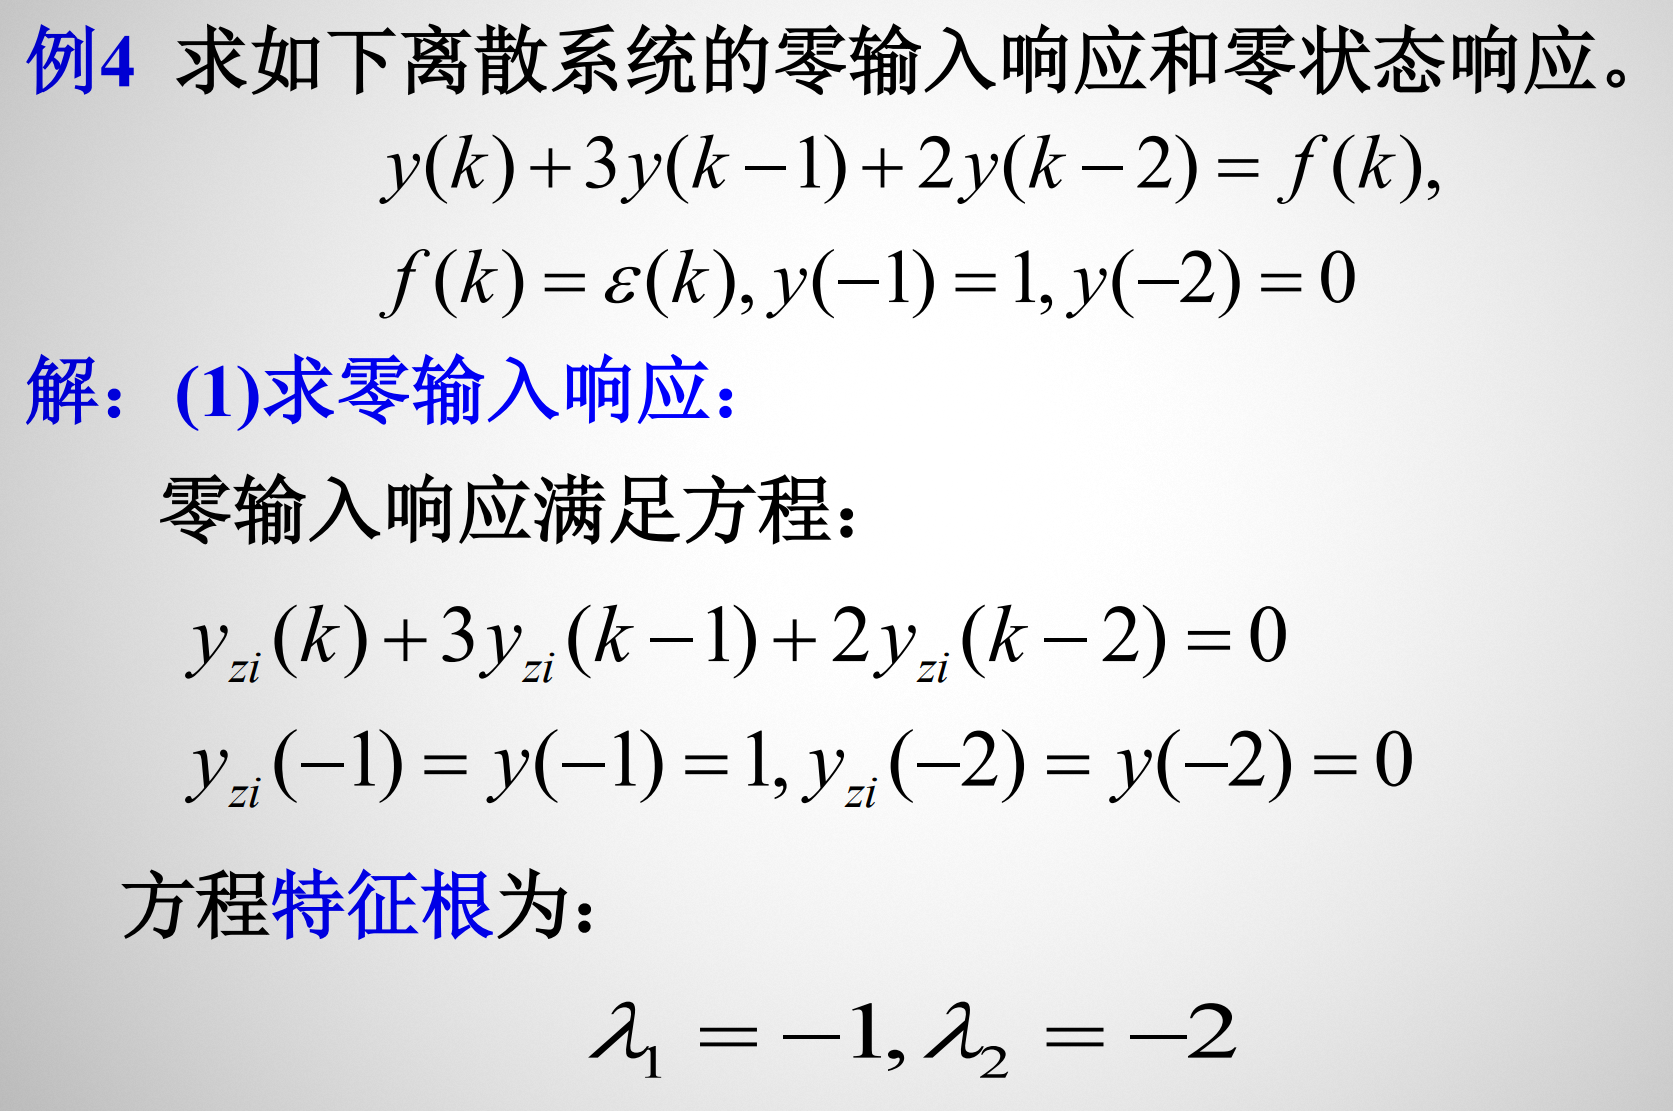 例4 求如下离散系统的零输入响应和零状态响应。
y(k)+3y(k−1)+2y(k−2)=f(k),
f(k)=ε(k),y(−1)=1,y(−2)=0
解：(1)求零输入响应：
零输入响应满足方程：
y_{zi}(k)+3y_{zi}(k−1)+2y_{zi}(k−2)=0
y_{zi}(−1)=y(−1)=1,y_{zi}(−2)=y(−2)=0
方程特征根为：
λ₁=−1,λ₂=−2